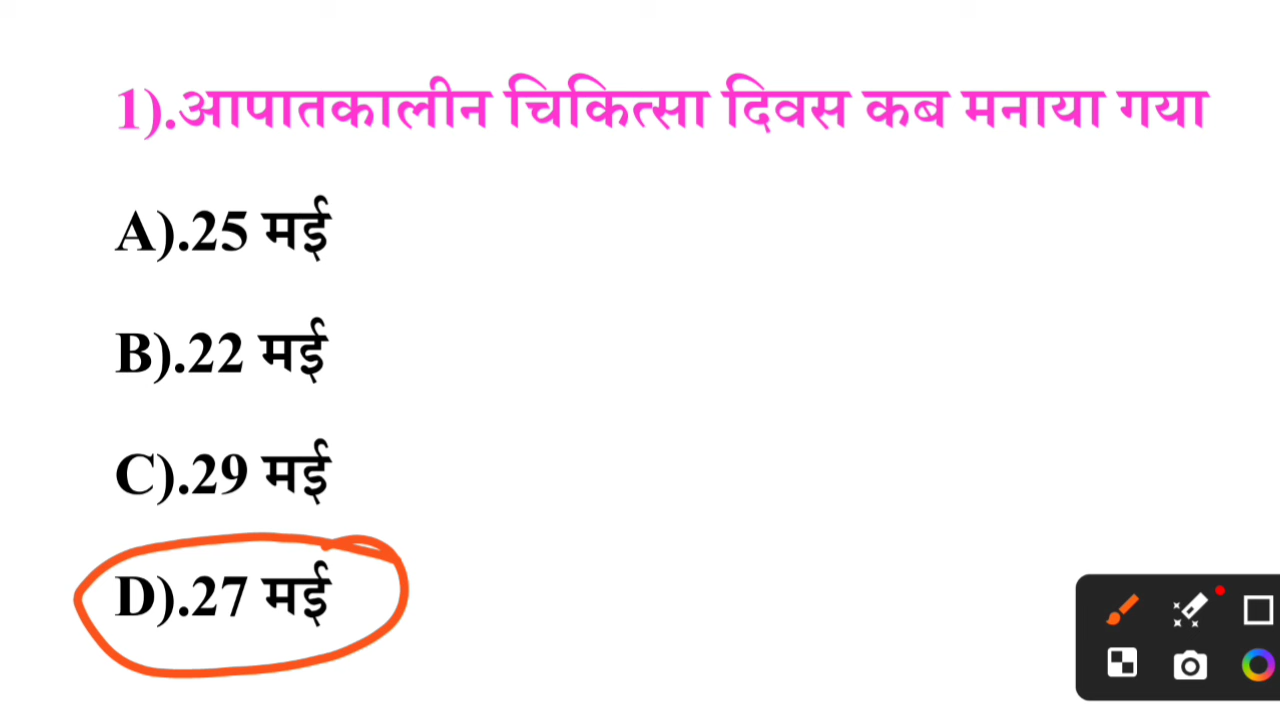 1).आपातकालीन चिकित्सा दिवस कब मनाया गया
A).25 मई
B).22 मई
C).29 मई
D).27 मई